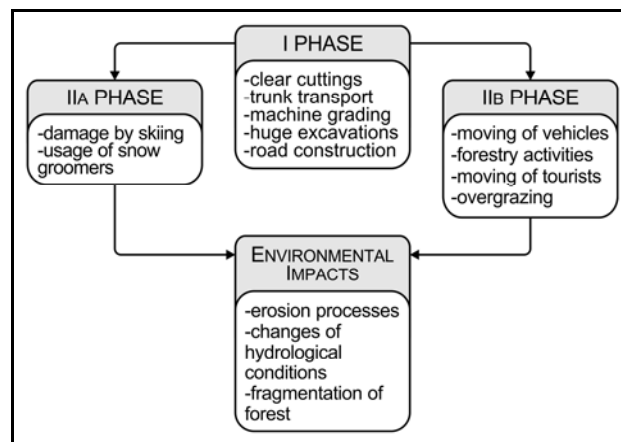 I PHASE
-clear cuttings
-trunk transport
-machine grading
-huge excavations
-road construction
IIA PHASE
-damage by skiing
-usage of snow
groomers
IIB PHASE
-moving of vehicles
-forestry activities
-moving of tourists
-overgrazing
ENVIRONMENTAL
IMPACTS
-erosion processes
-changes of
hydrological
conditions
-fragmentation of
forest